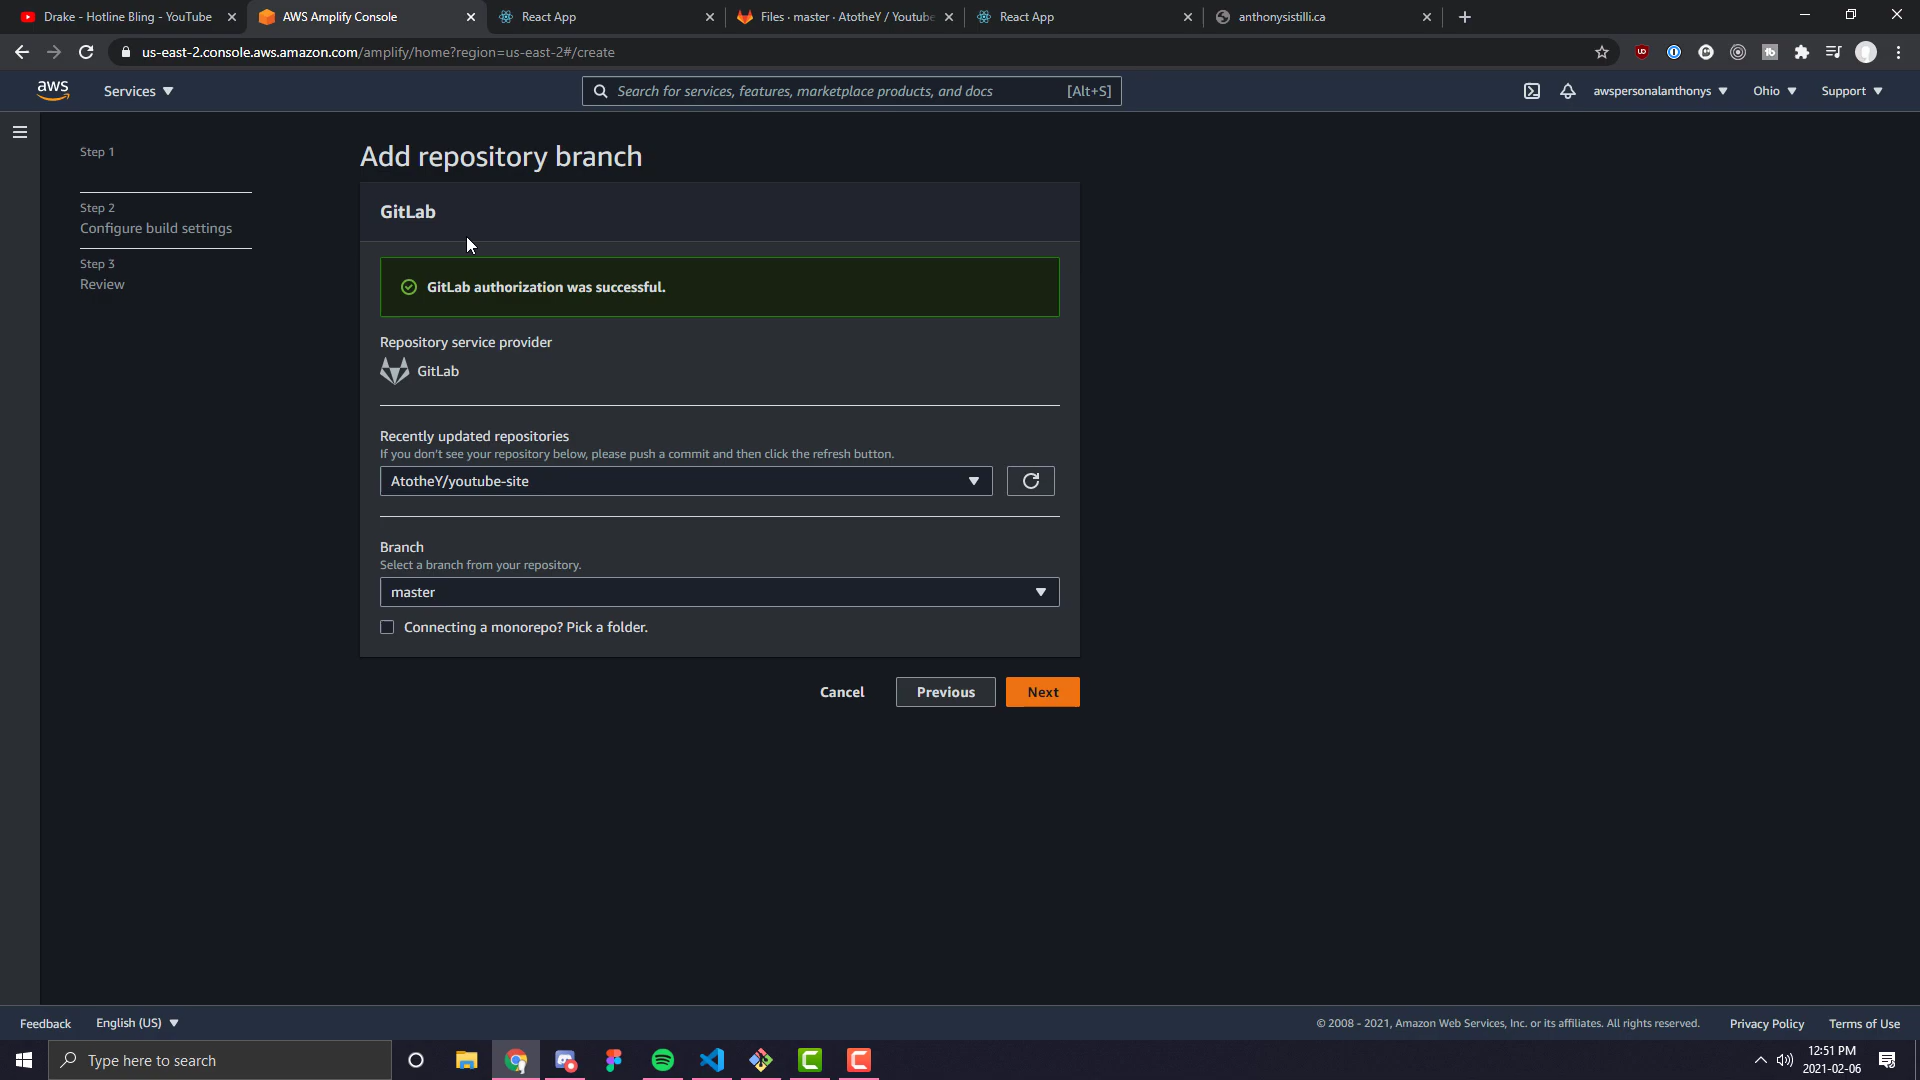 Drake - Hotline Bling - YouTube
AWS Amplify Console
React App
Files · master · AtotheY / Youtube
React App
anthonysistilli.ca
us-east-2.console.aws.amazon.com/amplify/home?region=us-east-2#/create
aws
Services
Search for services, features, marketplace products, and docs
[Alt+S]
awspersonalanthonys
Ohio
Support
Step 1
Step 2
Configure build settings
Step 3
Review
Add repository branch
GitLab
GitLab authorization was successful.
Repository service provider
GitLab
Recently updated repositories
If you don't see your repository below, please push a commit and then click the refresh button.
AtotheY/youtube-site
Branch
Select a branch from your repository.
master
Connecting a monorepo? Pick a folder.
Cancel
Previous
Next
Feedback
English (US)
© 2008 - 2021, Amazon Web Services, Inc. or its affiliates. All rights reserved.
Privacy Policy
Terms of Use
Type here to search
12:51 PM
2021-02-06